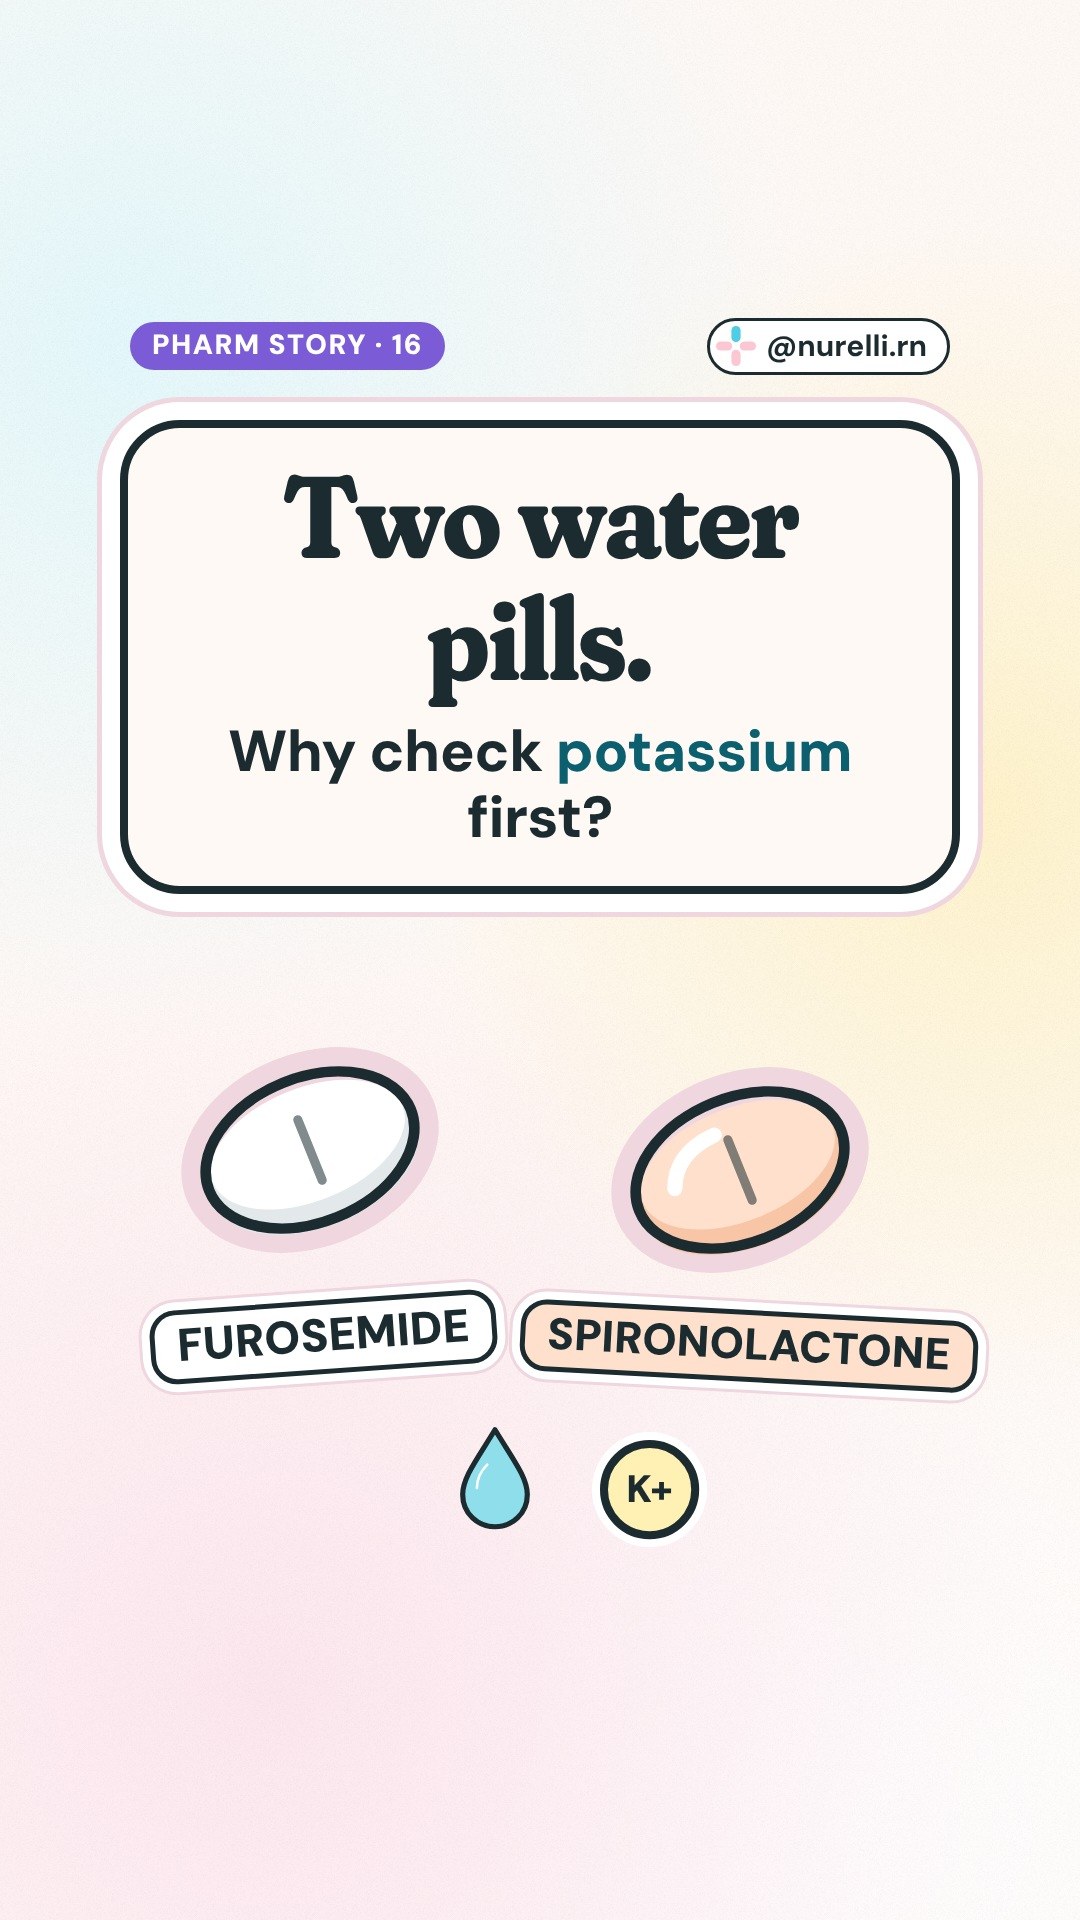 PHARM STORY · 16
@nurelli.rn
Two water
pills.
Why check potassium
first?
FUROSEMIDE
SPIRONOLACTONE
K+